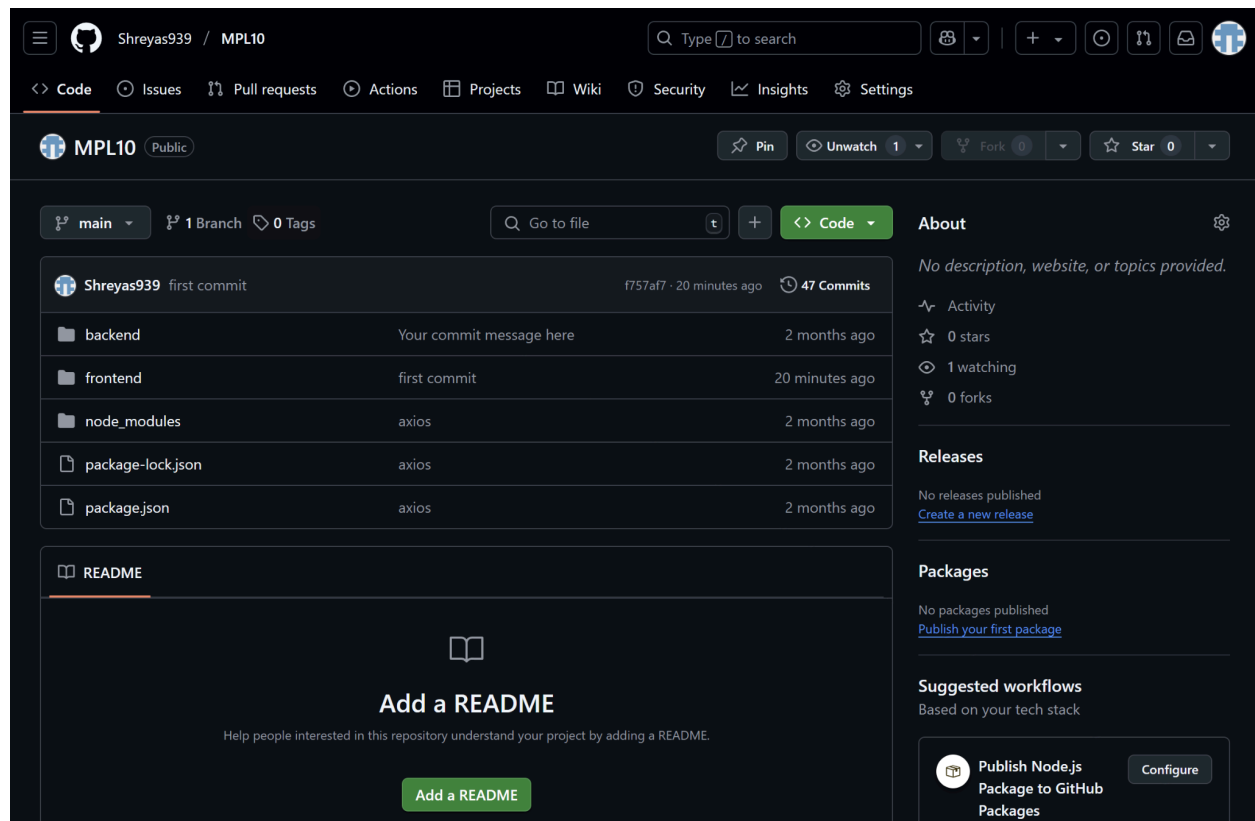 Shreyas939 / MPL10
Type / to search
Code
Issues
Pull requests
Actions
Projects
Wiki
Security
Insights
Settings
MPL10 Public
Pin
Unwatch 1
Fork 0
Star 0
main
1 Branch
0 Tags
Go to file t
Code
Shreyas939 first commit f757af7 · 20 minutes ago 47 Commits
backend Your commit message here 2 months ago
frontend first commit 20 minutes ago
node_modules axios 2 months ago
package-lock.json axios 2 months ago
package.json axios 2 months ago
README
Add a README
Help people interested in this repository understand your project by adding a README.
Add a README
About
No description, website, or topics provided.
Activity
0 stars
1 watching
0 forks
Releases
No releases published
Create a new release
Packages
No packages published
Publish your first package
Suggested workflows
Based on your tech stack
Publish Node.js
Package to GitHub
Packages
Configure